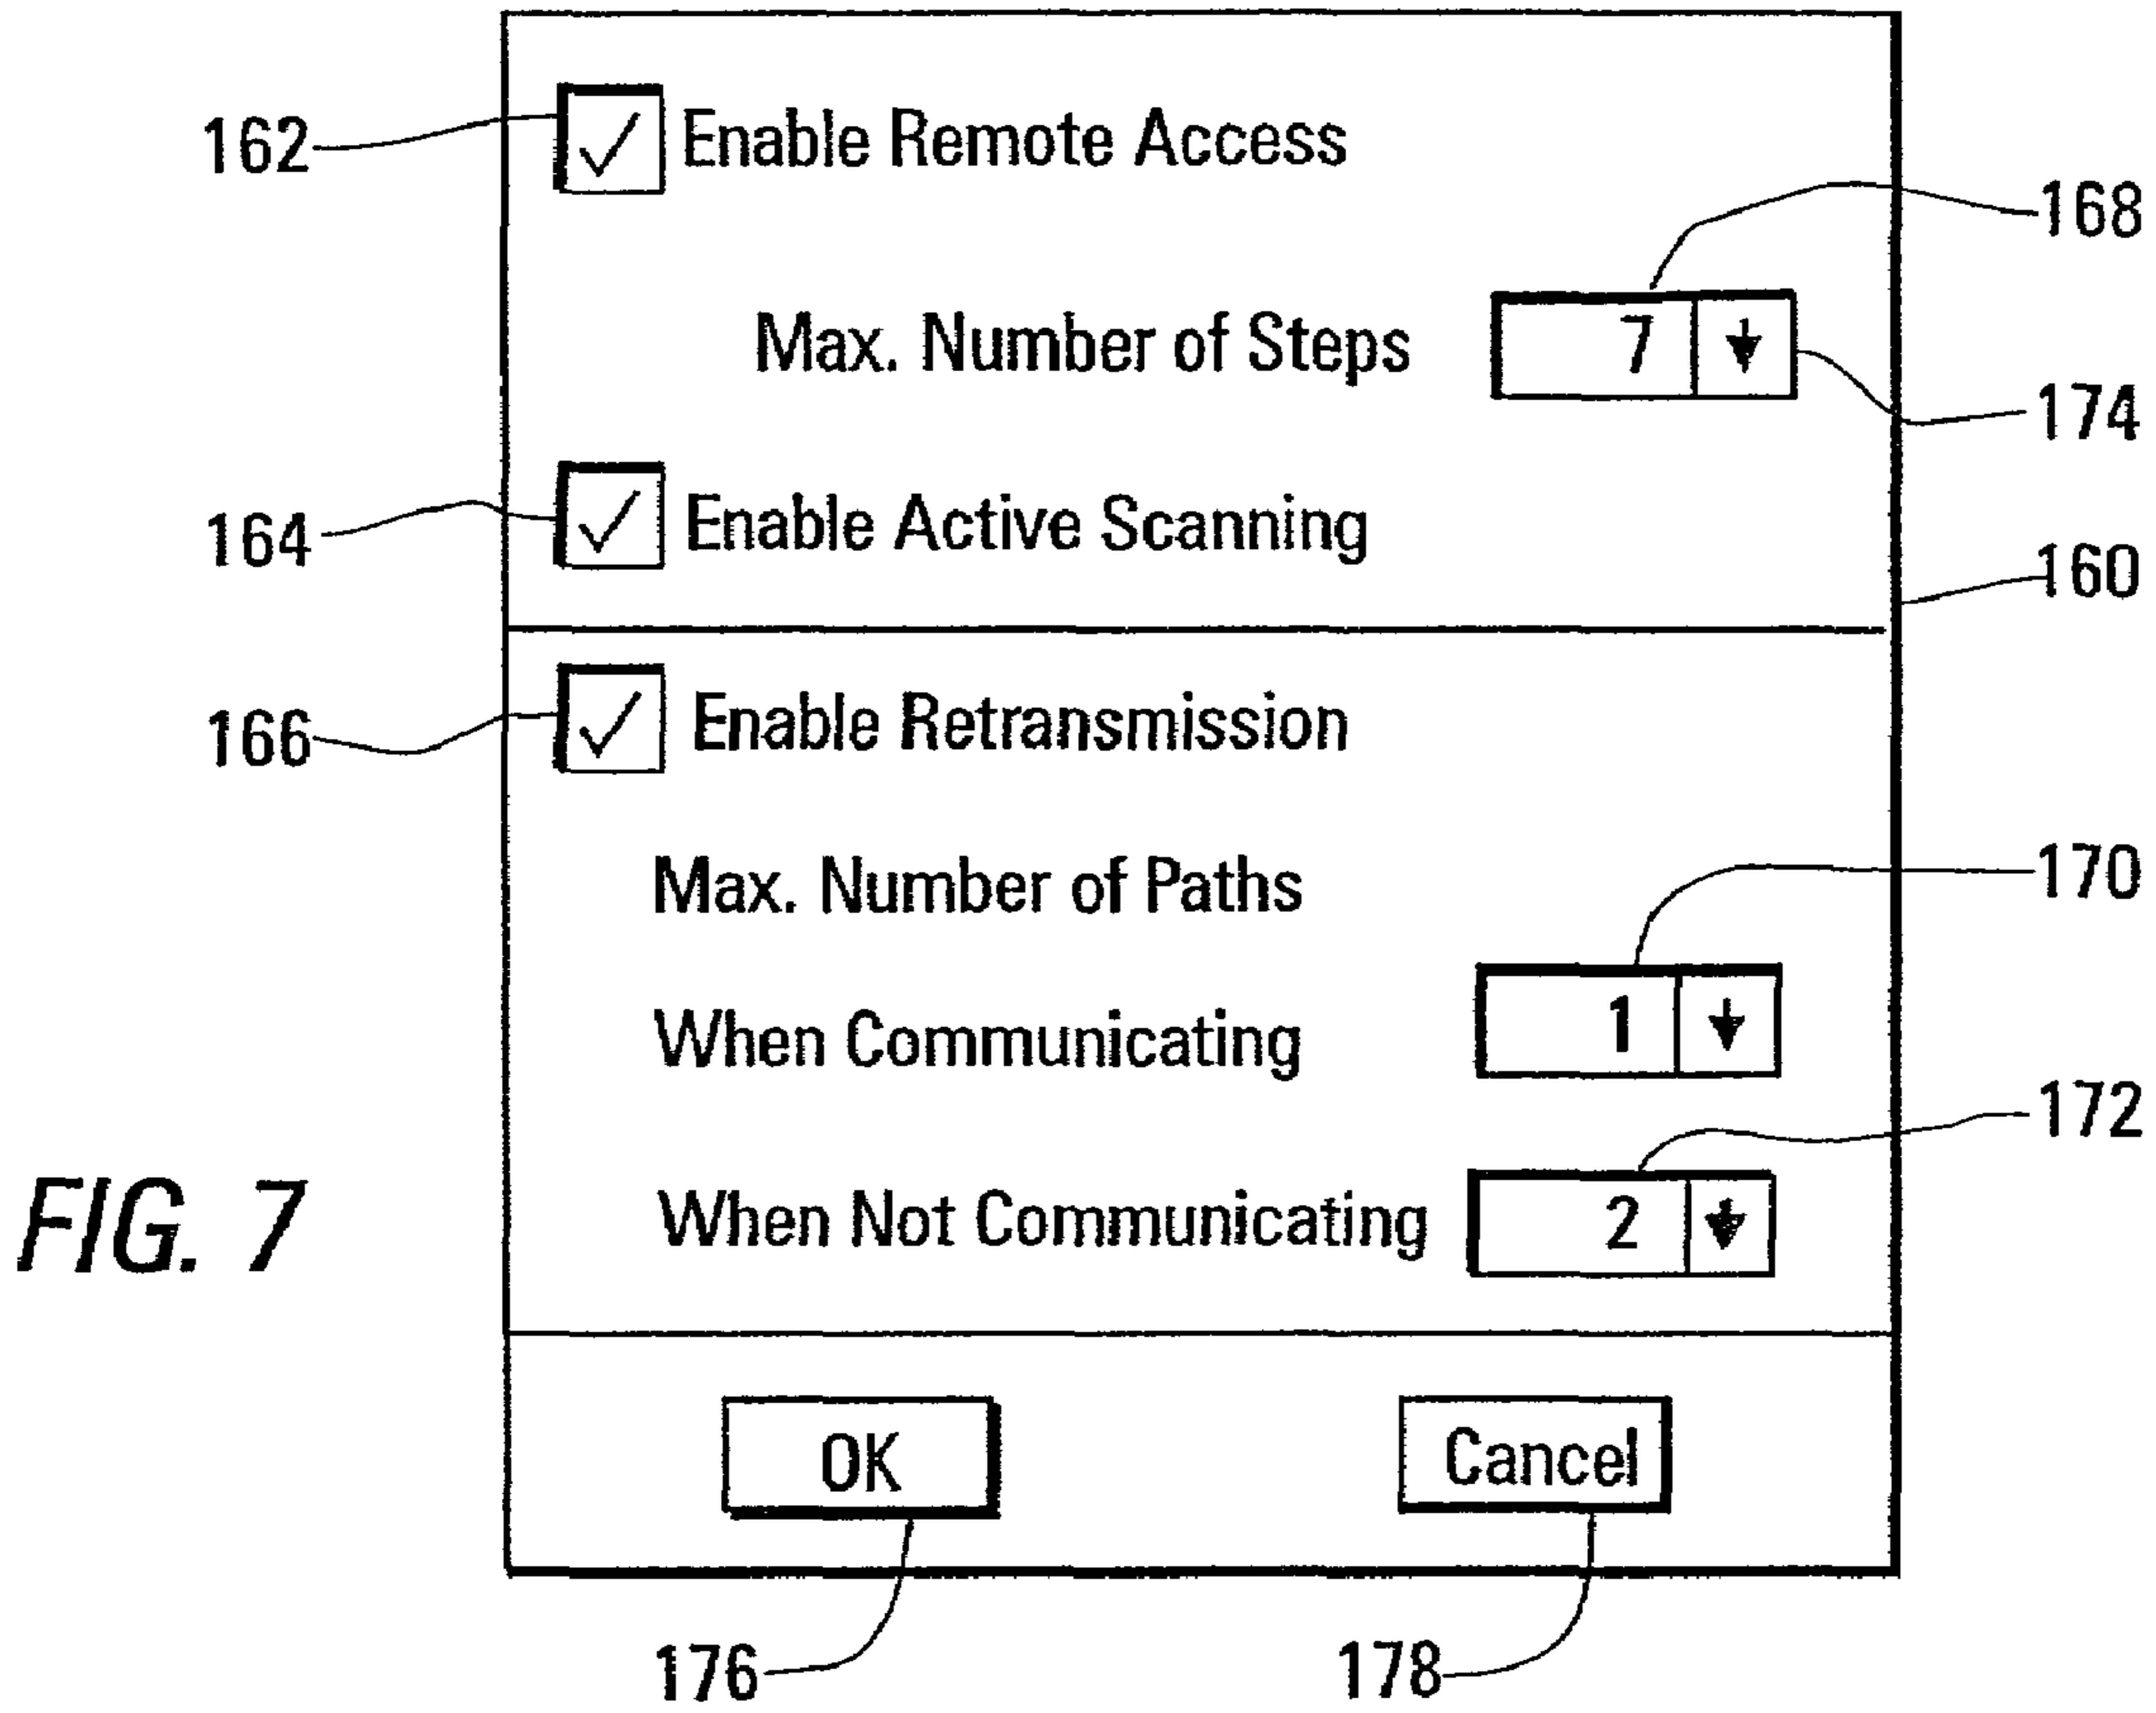 162
Enable Remote Access
168
Max. Number of Steps 7
174
164
Enable Active Scanning
160
166
Enable Retransmission
Max. Number of Paths
170
When Communicating 1
172
When Not Communicating 2
FIG. 7
OK Cancel
176 178